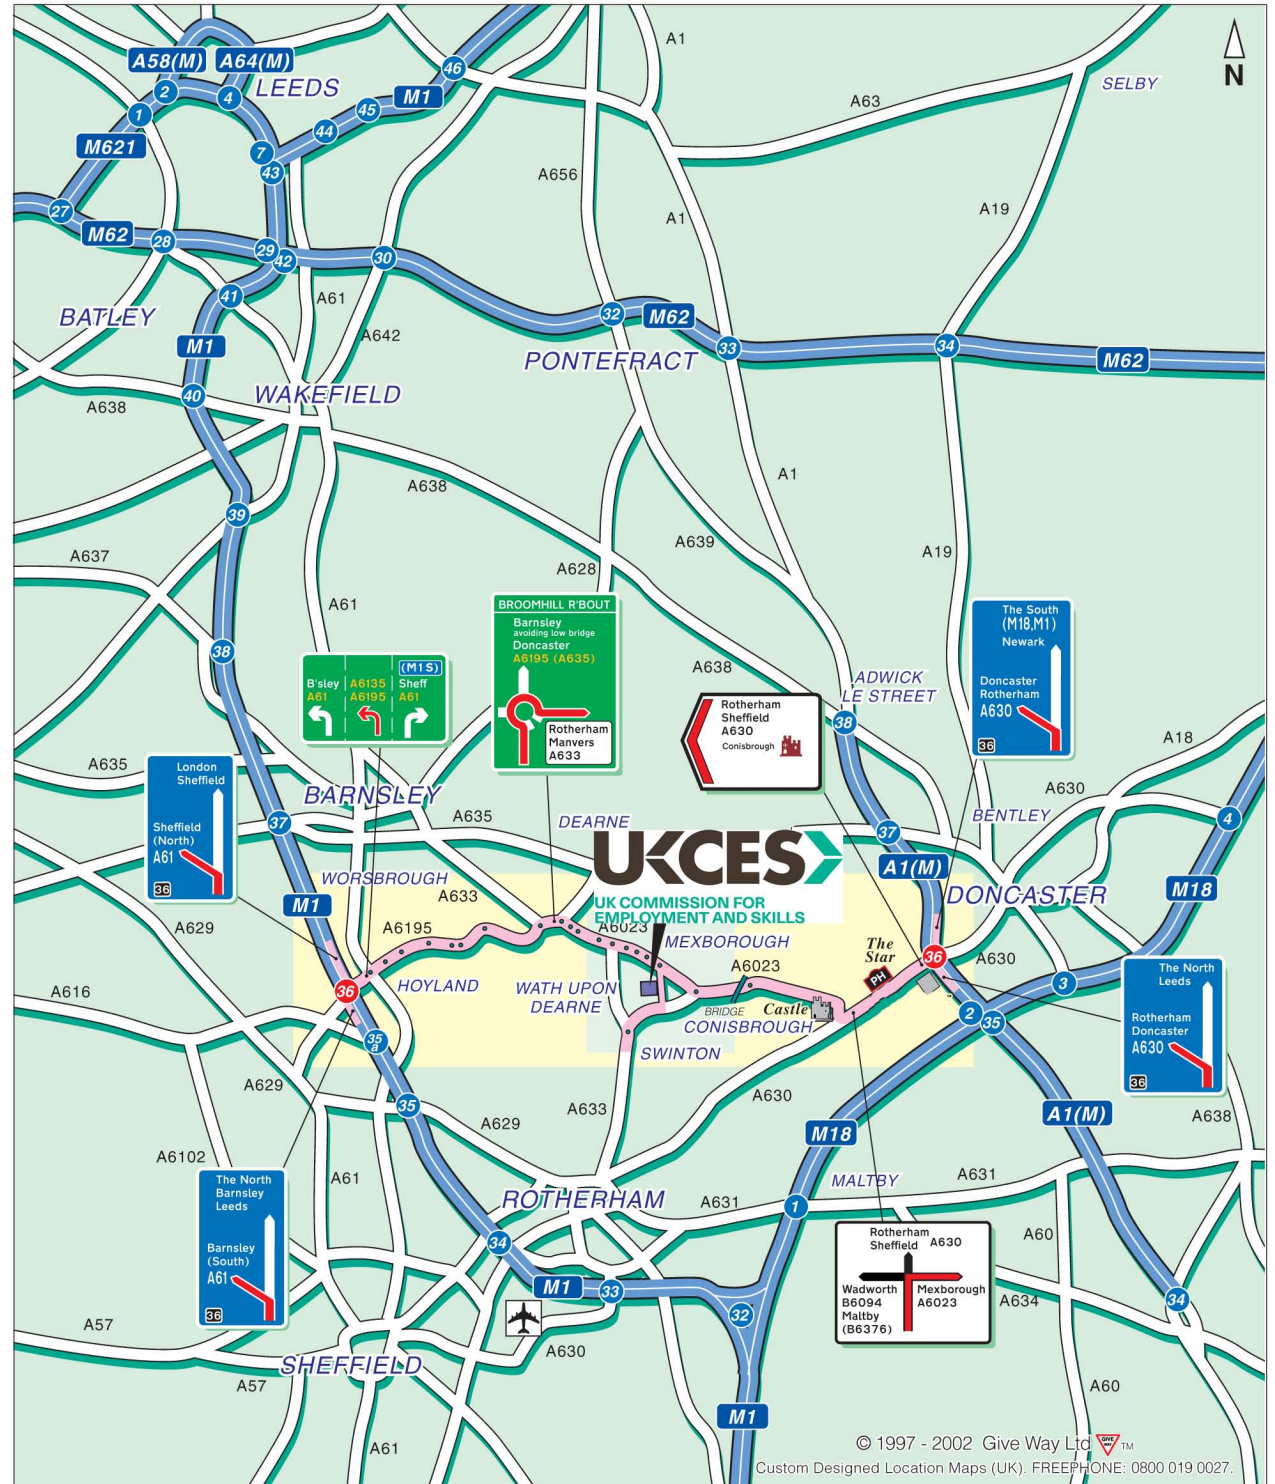 A1
A58(M)
A64(M)
46
N
2
4
LEEDS
M1
SELBY
45
A63
1
44
M621
7
43
A656
27
A1
A19
M62
28
29
42
30
41
A61
BATLEY
32
M62
M1
A642
33
34
M62
PONTEFRACT
40
WAKEFIELD
A638
A1
A638
39
A637
A639
A19
A628
A61
BROOMHILL R'BOUT
Barnsley
avoiding low bridge
Doncaster
A6195 (A635)
Rotherham
Manvers
A633
The South
(M18,M1)
Newark
Doncaster
Rotherham
A630
36
38
(M1S)
B'sley
A61
A6135
A6195
Sheff
A61
A638
ADWICK
LE STREET
Rotherham
Sheffield
A630
Conisbrough
38
A18
A635
London
Sheffield
Sheffield
(North)
A61
36
BARNSLEY
A630
37
A635
DEARNE
BENTLEY
4
37
UKCES
UK COMMISSION FOR
EMPLOYMENT AND SKILLS
A1(M)
WORSBROUGH
M1
A633
DONCASTER
M18
A629
A6195
A6023
MEXBOROUGH
The
Star
PH
36
A630
A6023
The North
Leeds
Rotherham
Doncaster
A630
36
A616
36
HOYLAND
WATH UPON
DEARNE
BRIDGE
Castle
CONISBROUGH
3
2
35
35
a
SWINTON
A629
35
A633
A630
A629
A1(M)
A638
M18
A6102
The North
Barnsley
Leeds
Barnsley
(South)
A61
36
A61
ROTHERHAM
A631
MALTBY
A631
1
34
Rotherham
Sheffield
A630
Wadworth
B6094
Maltby
(B6376)
Mexborough
A6023
A60
M1
33
32
A634
34
A57
A630
SHEFFIELD
A57
A60
M1
A61
© 1997 - 2002 Give Way Ltd GIVE WAY TM
Custom Designed Location Maps (UK). FREEPHONE: 0800 019 0027.